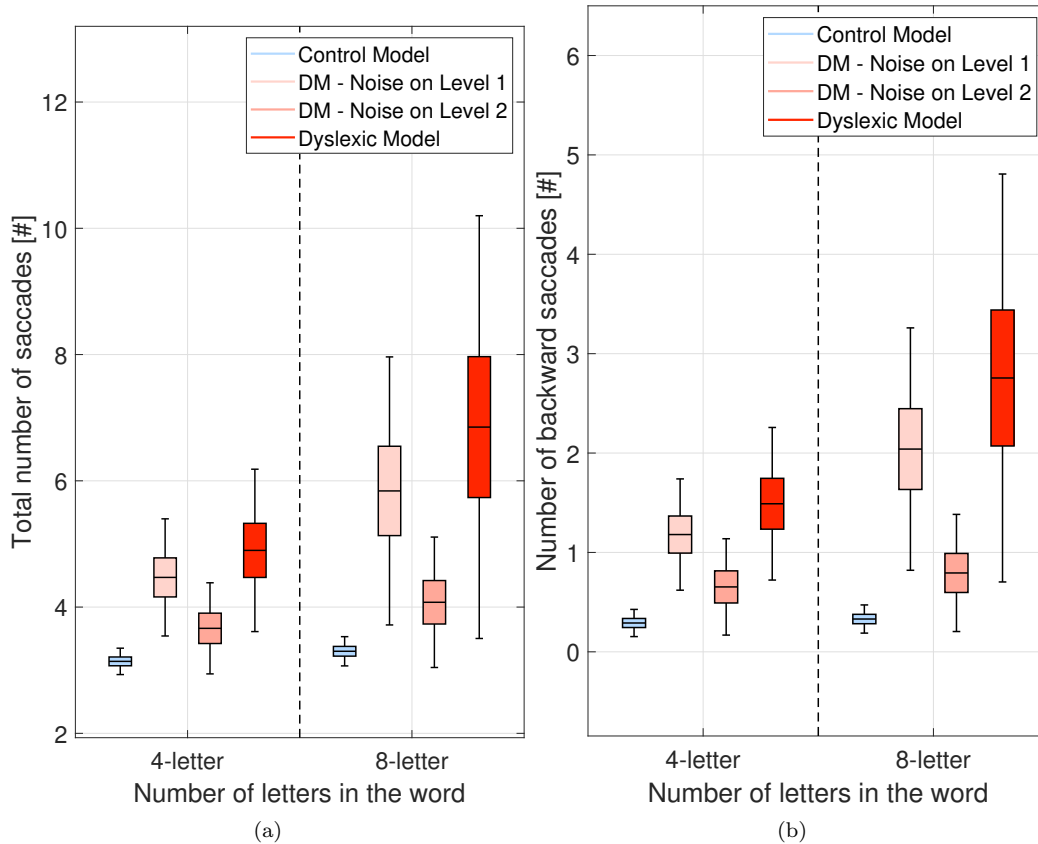 Total number of saccades [#]
12
10
8
6
4
2
Control Model
DM - Noise on Level 1
DM - Noise on Level 2
Dyslexic Model
4-letter
8-letter
Number of letters in the word
(a)
Number of backward saccades [#]
6
5
4
3
2
1
0
Control Model
DM - Noise on Level 1
DM - Noise on Level 2
Dyslexic Model
4-letter
8-letter
Number of letters in the word
(b)